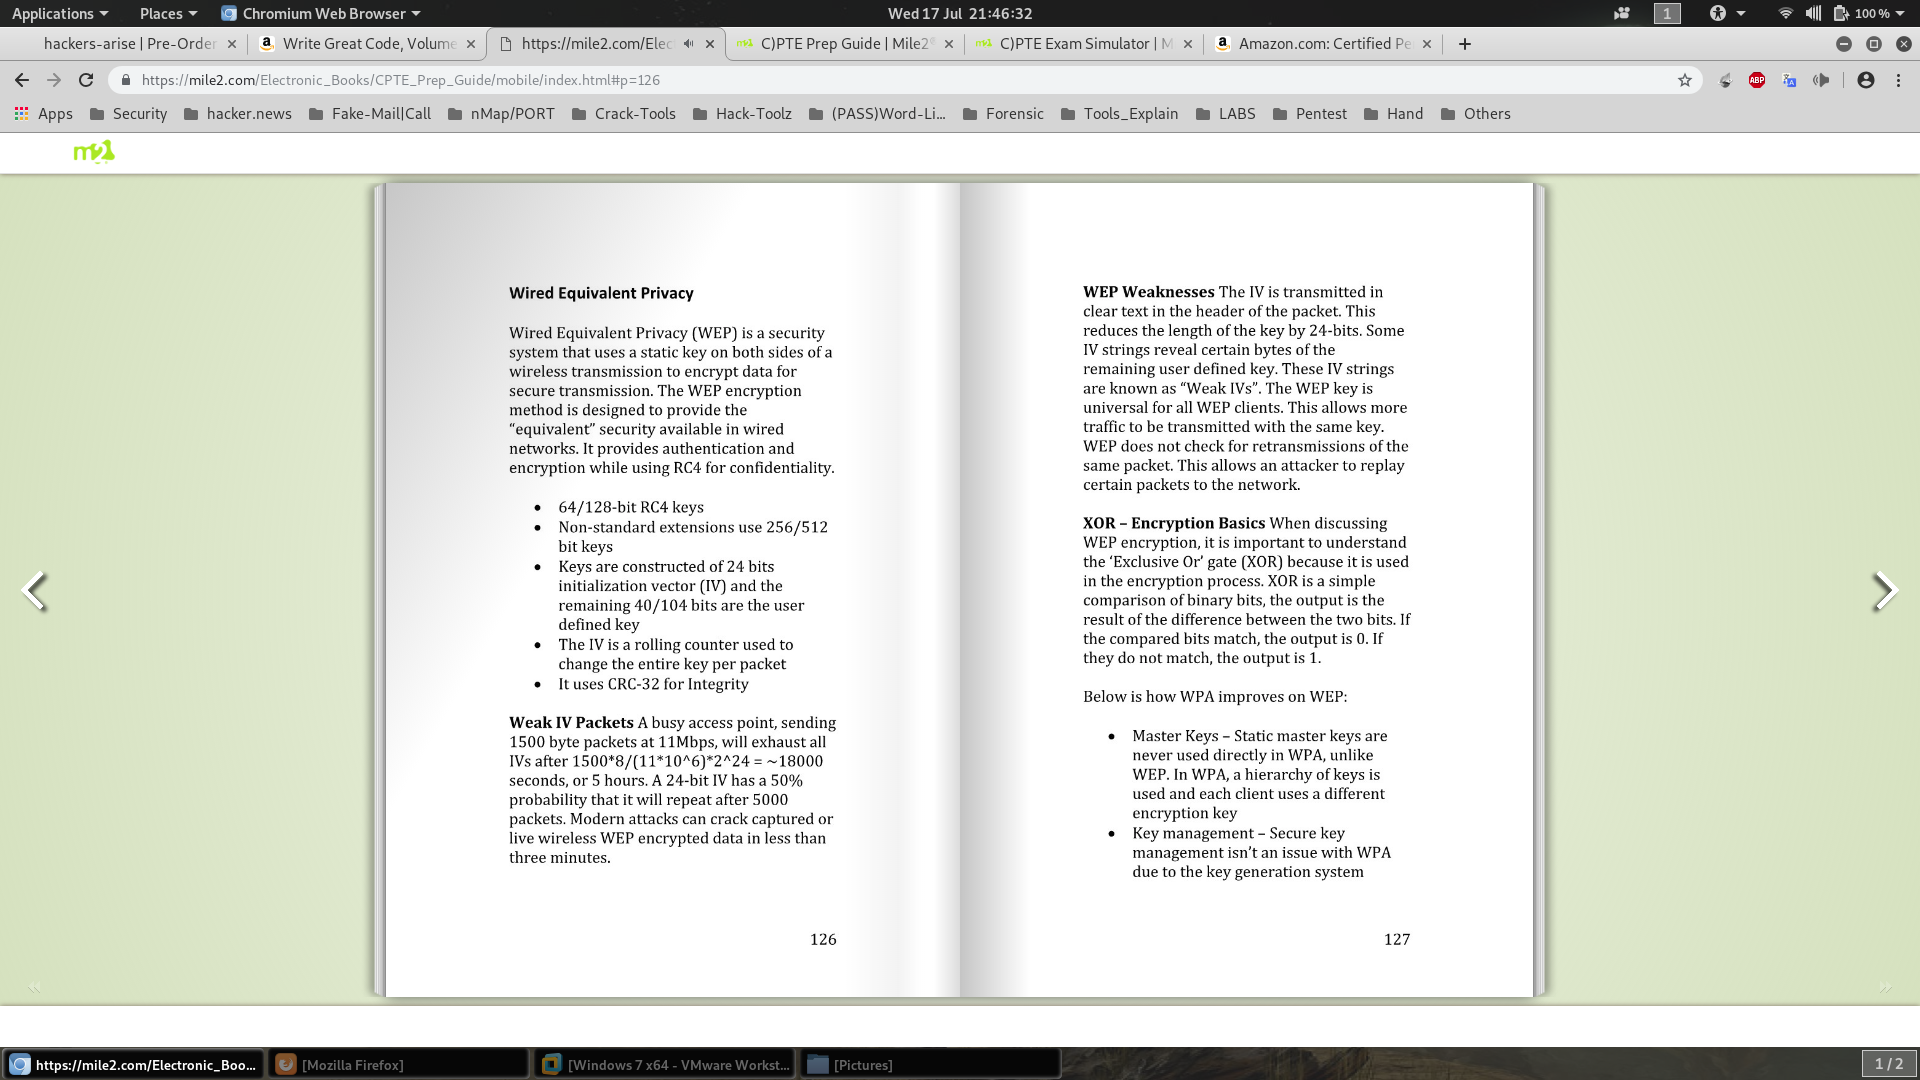 Applications Places Chromium Web Browser Wed 17 Jul 21:46:32 1 100 %
hackers-arise | Pre-Order Write Great Code, Volume https://mile2.com/Elec C)PTE Prep Guide | Mile2 C)PTE Exam Simulator | M Amazon.com: Certified Pe
https://mile2.com/Electronic_Books/CPTE_Prep_Guide/mobile/index.html#p=126 ABP
Apps Security hacker.news Fake-Mail|Call nMap/PORT Crack-Tools Hack-Toolz (PASS)Word-Li... Forensic Tools_Explain LABS Pentest Hand Others
m2
Wired Equivalent Privacy
Wired Equivalent Privacy (WEP) is a security
system that uses a static key on both sides of a
wireless transmission to encrypt data for
secure transmission. The WEP encryption
method is designed to provide the
“equivalent” security available in wired
networks. It provides authentication and
encryption while using RC4 for confidentiality.
• 64/128-bit RC4 keys
• Non-standard extensions use 256/512
bit keys
• Keys are constructed of 24 bits
initialization vector (IV) and the
remaining 40/104 bits are the user
defined key
• The IV is a rolling counter used to
change the entire key per packet
• It uses CRC-32 for Integrity
Weak IV Packets A busy access point, sending
1500 byte packets at 11Mbps, will exhaust all
IVs after 1500*8/(11*10^6)*2^24 = ~18000
seconds, or 5 hours. A 24-bit IV has a 50%
probability that it will repeat after 5000
packets. Modern attacks can crack captured or
live wireless WEP encrypted data in less than
three minutes.
126
WEP Weaknesses The IV is transmitted in
clear text in the header of the packet. This
reduces the length of the key by 24-bits. Some
IV strings reveal certain bytes of the
remaining user defined key. These IV strings
are known as “Weak IVs”. The WEP key is
universal for all WEP clients. This allows more
traffic to be transmitted with the same key.
WEP does not check for retransmissions of the
same packet. This allows an attacker to replay
certain packets to the network.
XOR – Encryption Basics When discussing
WEP encryption, it is important to understand
the ‘Exclusive Or’ gate (XOR) because it is used
in the encryption process. XOR is a simple
comparison of binary bits, the output is the
result of the difference between the two bits. If
the compared bits match, the output is 0. If
they do not match, the output is 1.
Below is how WPA improves on WEP:
• Master Keys – Static master keys are
never used directly in WPA, unlike
WEP. In WPA, a hierarchy of keys is
used and each client uses a different
encryption key
• Key management – Secure key
management isn’t an issue with WPA
due to the key generation system
127
https://mile2.com/Electronic_Boo... [Mozilla Firefox] [Windows 7 x64 - VMware Workst... [Pictures] 1 / 2